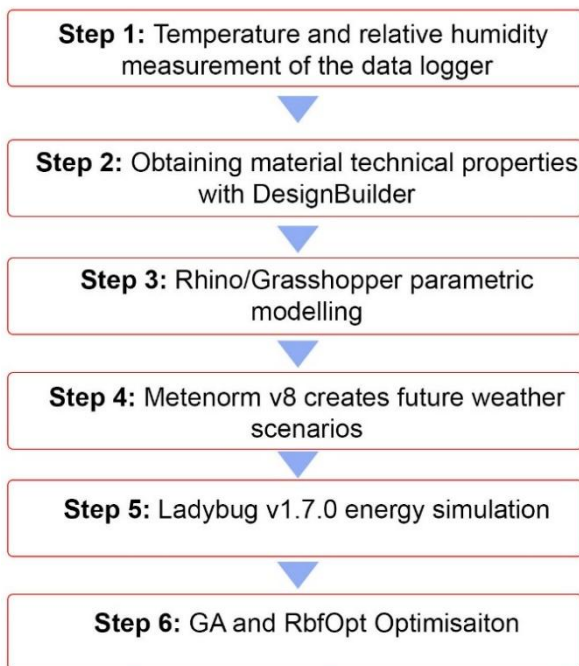 Step 1: Temperature and relative humidity
measurement of the data logger
Step 2: Obtaining material technical properties
with DesignBuilder
Step 3: Rhino/Grasshopper parametric
modelling
Step 4: Metenorm v8 creates future weather
scenarios
Step 5: Ladybug v1.7.0 energy simulation
Step 6: GA and RbfOpt Optimisaiton